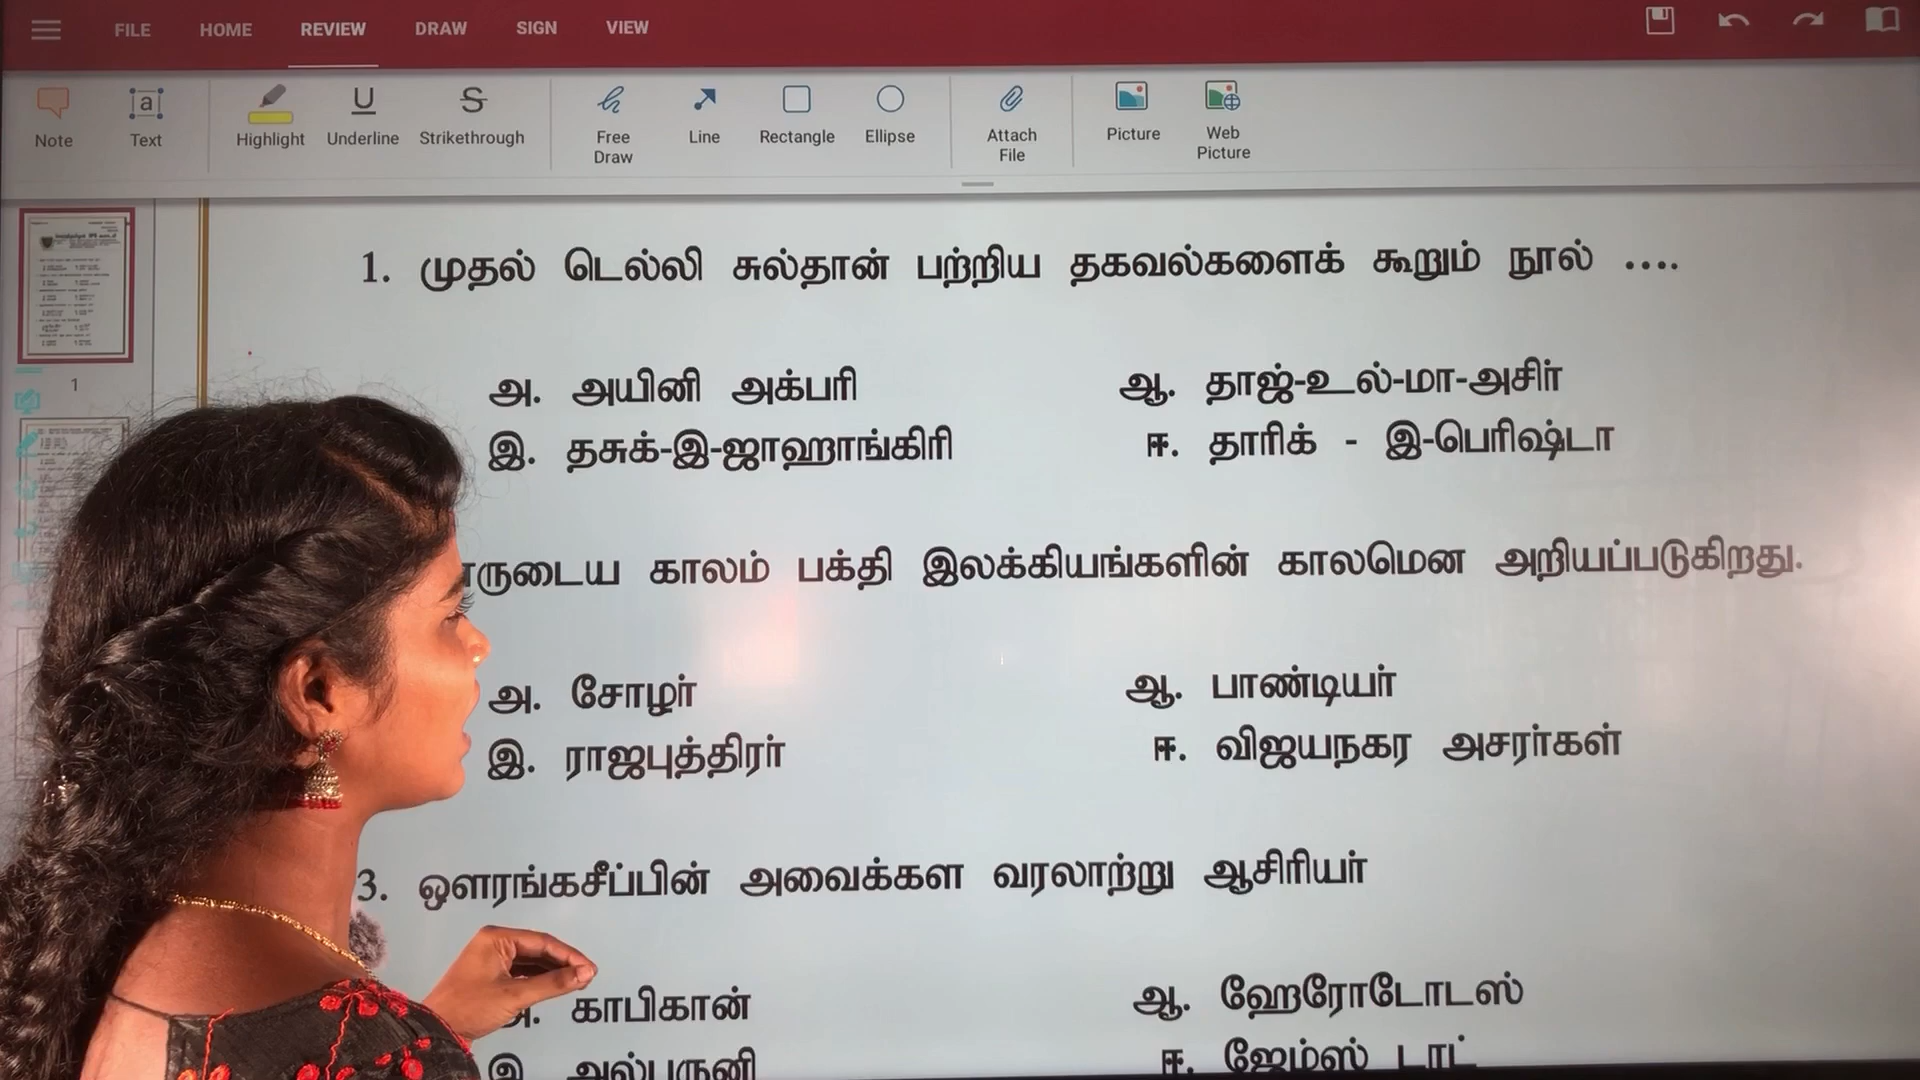 FILE HOME REVIEW DRAW SIGN VIEW
Note Text Highlight Underline Strikethrough Free Draw Line Rectangle Ellipse Attach File Picture Web Picture
1
1. முதல் டெல்லி சுல்தான் பற்றிய தகவல்களைக் கூறும் நூல் ....
அ. அயினி அக்பரி ஆ. தாஜ்-உல்-மா-அசிர்
இ. தசுக்-இ-ஜாஹாங்கிரி ஈ. தாரிக் - இ-பெரிஷ்டா
காலம் பக்தி இலக்கியங்களின் காலமென அறியப்படுகிறது.
அ. சோழர் ஆ. பாண்டியர்
இ. ராஜபுத்திரர் ஈ. விஜயநகர அசரர்கள்
3. ஔரங்கசீப்பின் அவைக்கள வரலாற்று ஆசிரியர்
அ. காபிகான் ஆ. ஹேரோடோடஸ்
இ. அல்பருனி ஈ. ஜேம்ஸ் டாட்